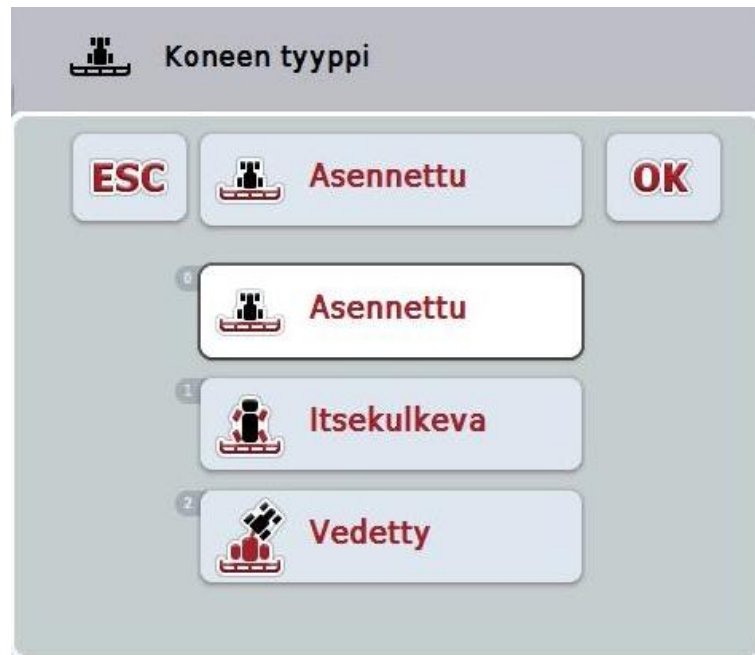 Koneen tyyppi
ESC Asennettu OK
0 Asennettu
1 Itsekulkeva
2 Vedetty